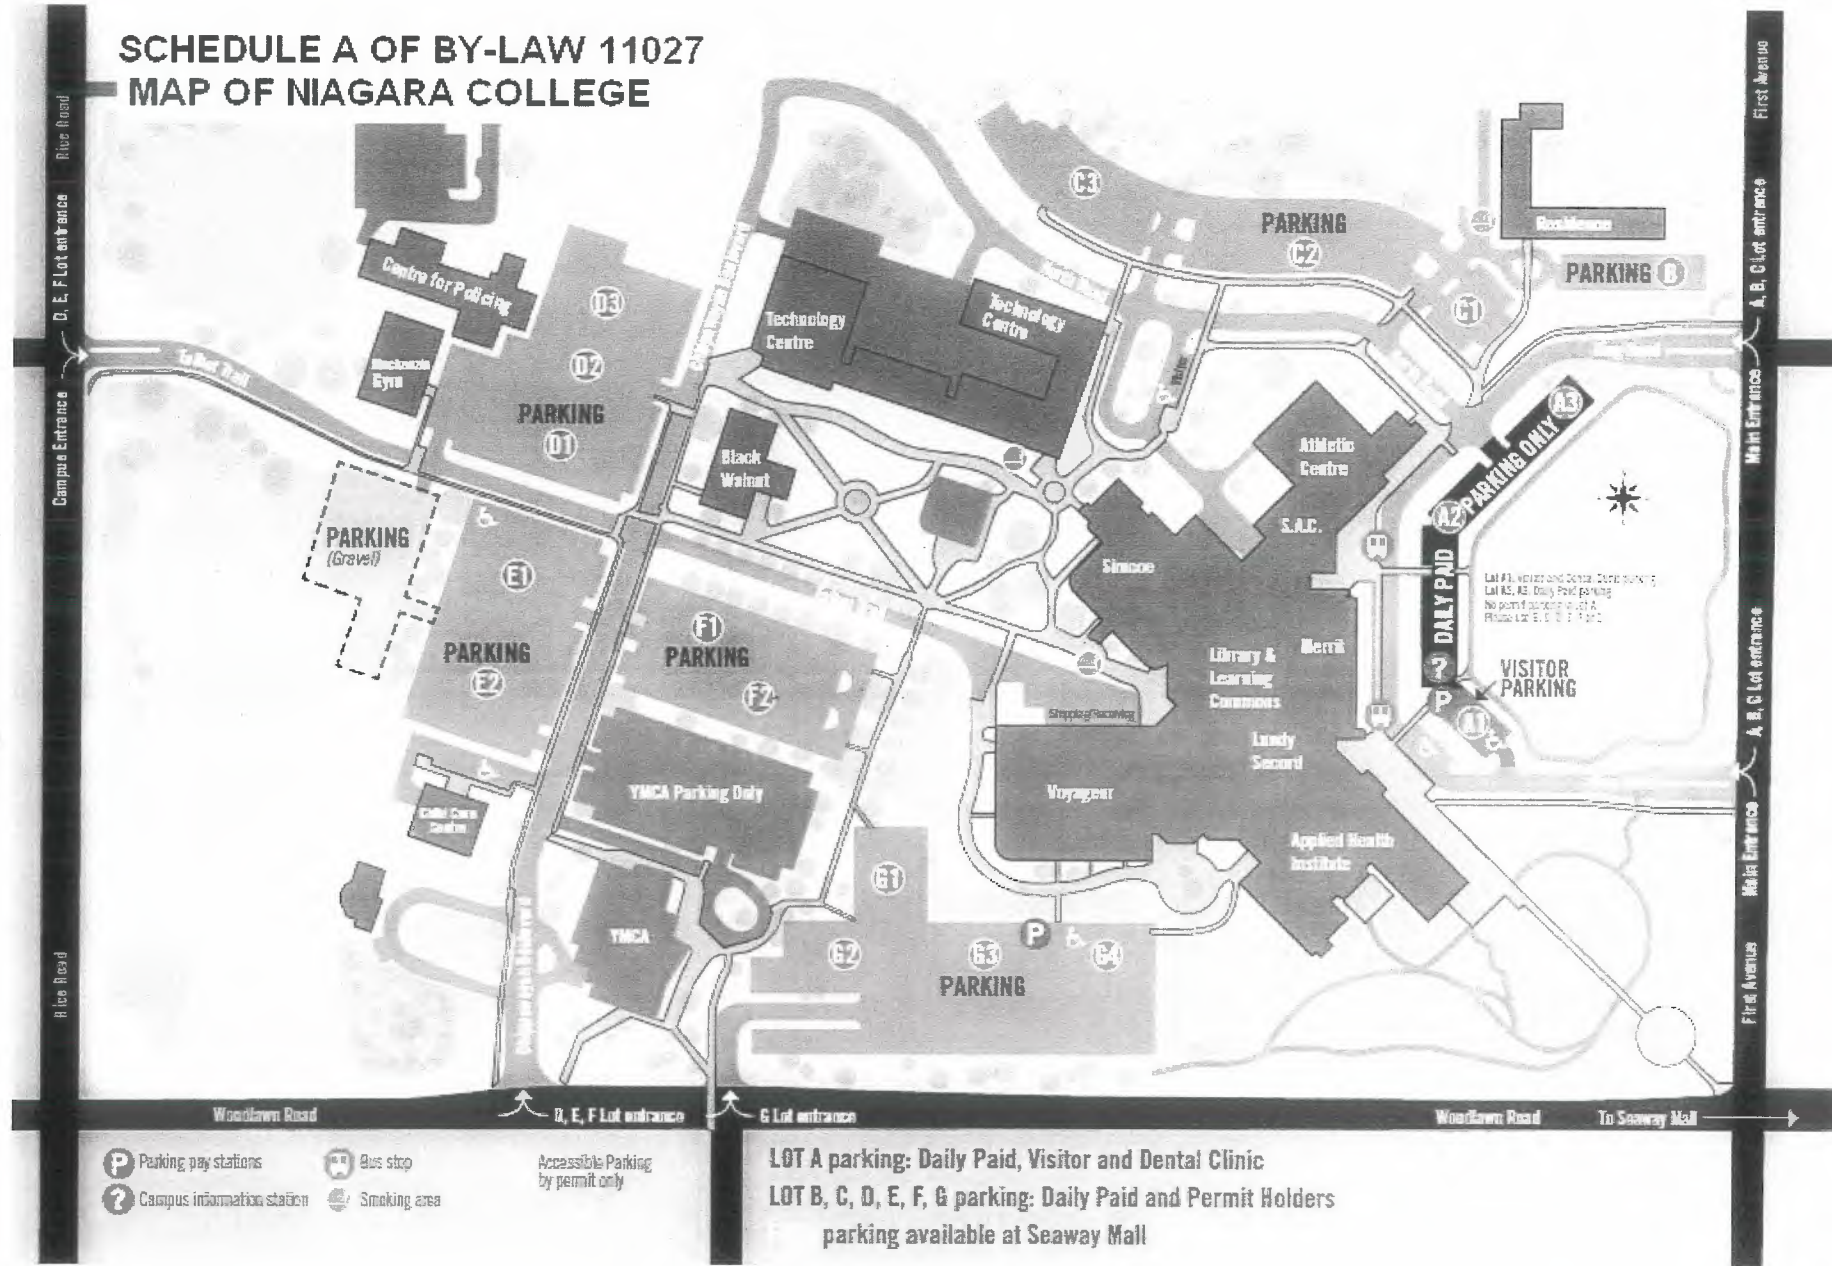 SCHEDULE A OF BY-LAW 11027
MAP OF NIAGARA COLLEGE
Rice Road
D, E, F Lot entrance
Campus Entrance
Rice Road
First Avenue
A, B, C Lot entrance
Main Entrance
A, B, C Lot entrance
Main Entrance
First Avenue
C3
PARKING
C2
C1
Residence
PARKING B
Centre for Policing
D3
D2
PARKING
D1
Mackenzie
Gym
Technology
Centre
Technology
Centre
Black
Walnut
Athletic
Centre
S.A.C.
A3
PARKING ONLY
A2
DAILY PAID
?
P
A1
VISITOR
PARKING
PARKING
(Gravel)
E1
PARKING
E2
F1
PARKING
F2
Simcoe
Merrit
Library &
Learning
Commons
Shipping/Receiving
Lundy
Secord
Voyageur
YMCA Parking Only
Child Care
Centre
Applied Health
Institute
G1
YMCA
G2
G3
P
G4
PARKING
Woodlawn Road
D, E, F Lot entrance
G Lot entrance
Woodlawn Road
To Seaway Mall
P Parking pay stations
Bus stop
Accessible Parking
by permit only
? Campus information station
Smoking area
LOT A parking: Daily Paid, Visitor and Dental Clinic
LOT B, C, D, E, F, G parking: Daily Paid and Permit Holders
parking available at Seaway Mall